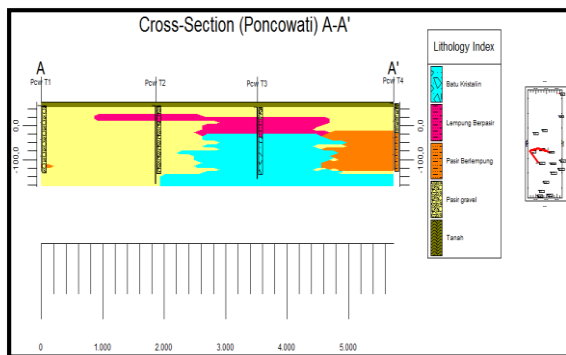 Cross-Section (Poncowati) A-A'
A
A'
Pcw T1
Pcw T2
Pcw T3
Pcw T4
0,0
-100,0
0,0
-100,0
Lithology Index
Batu Kristalin
Lempung Berpasir
Pasir Berlempung
Pasir gravel
Tanah
0
1.000
2.000
3.000
4.000
5.000